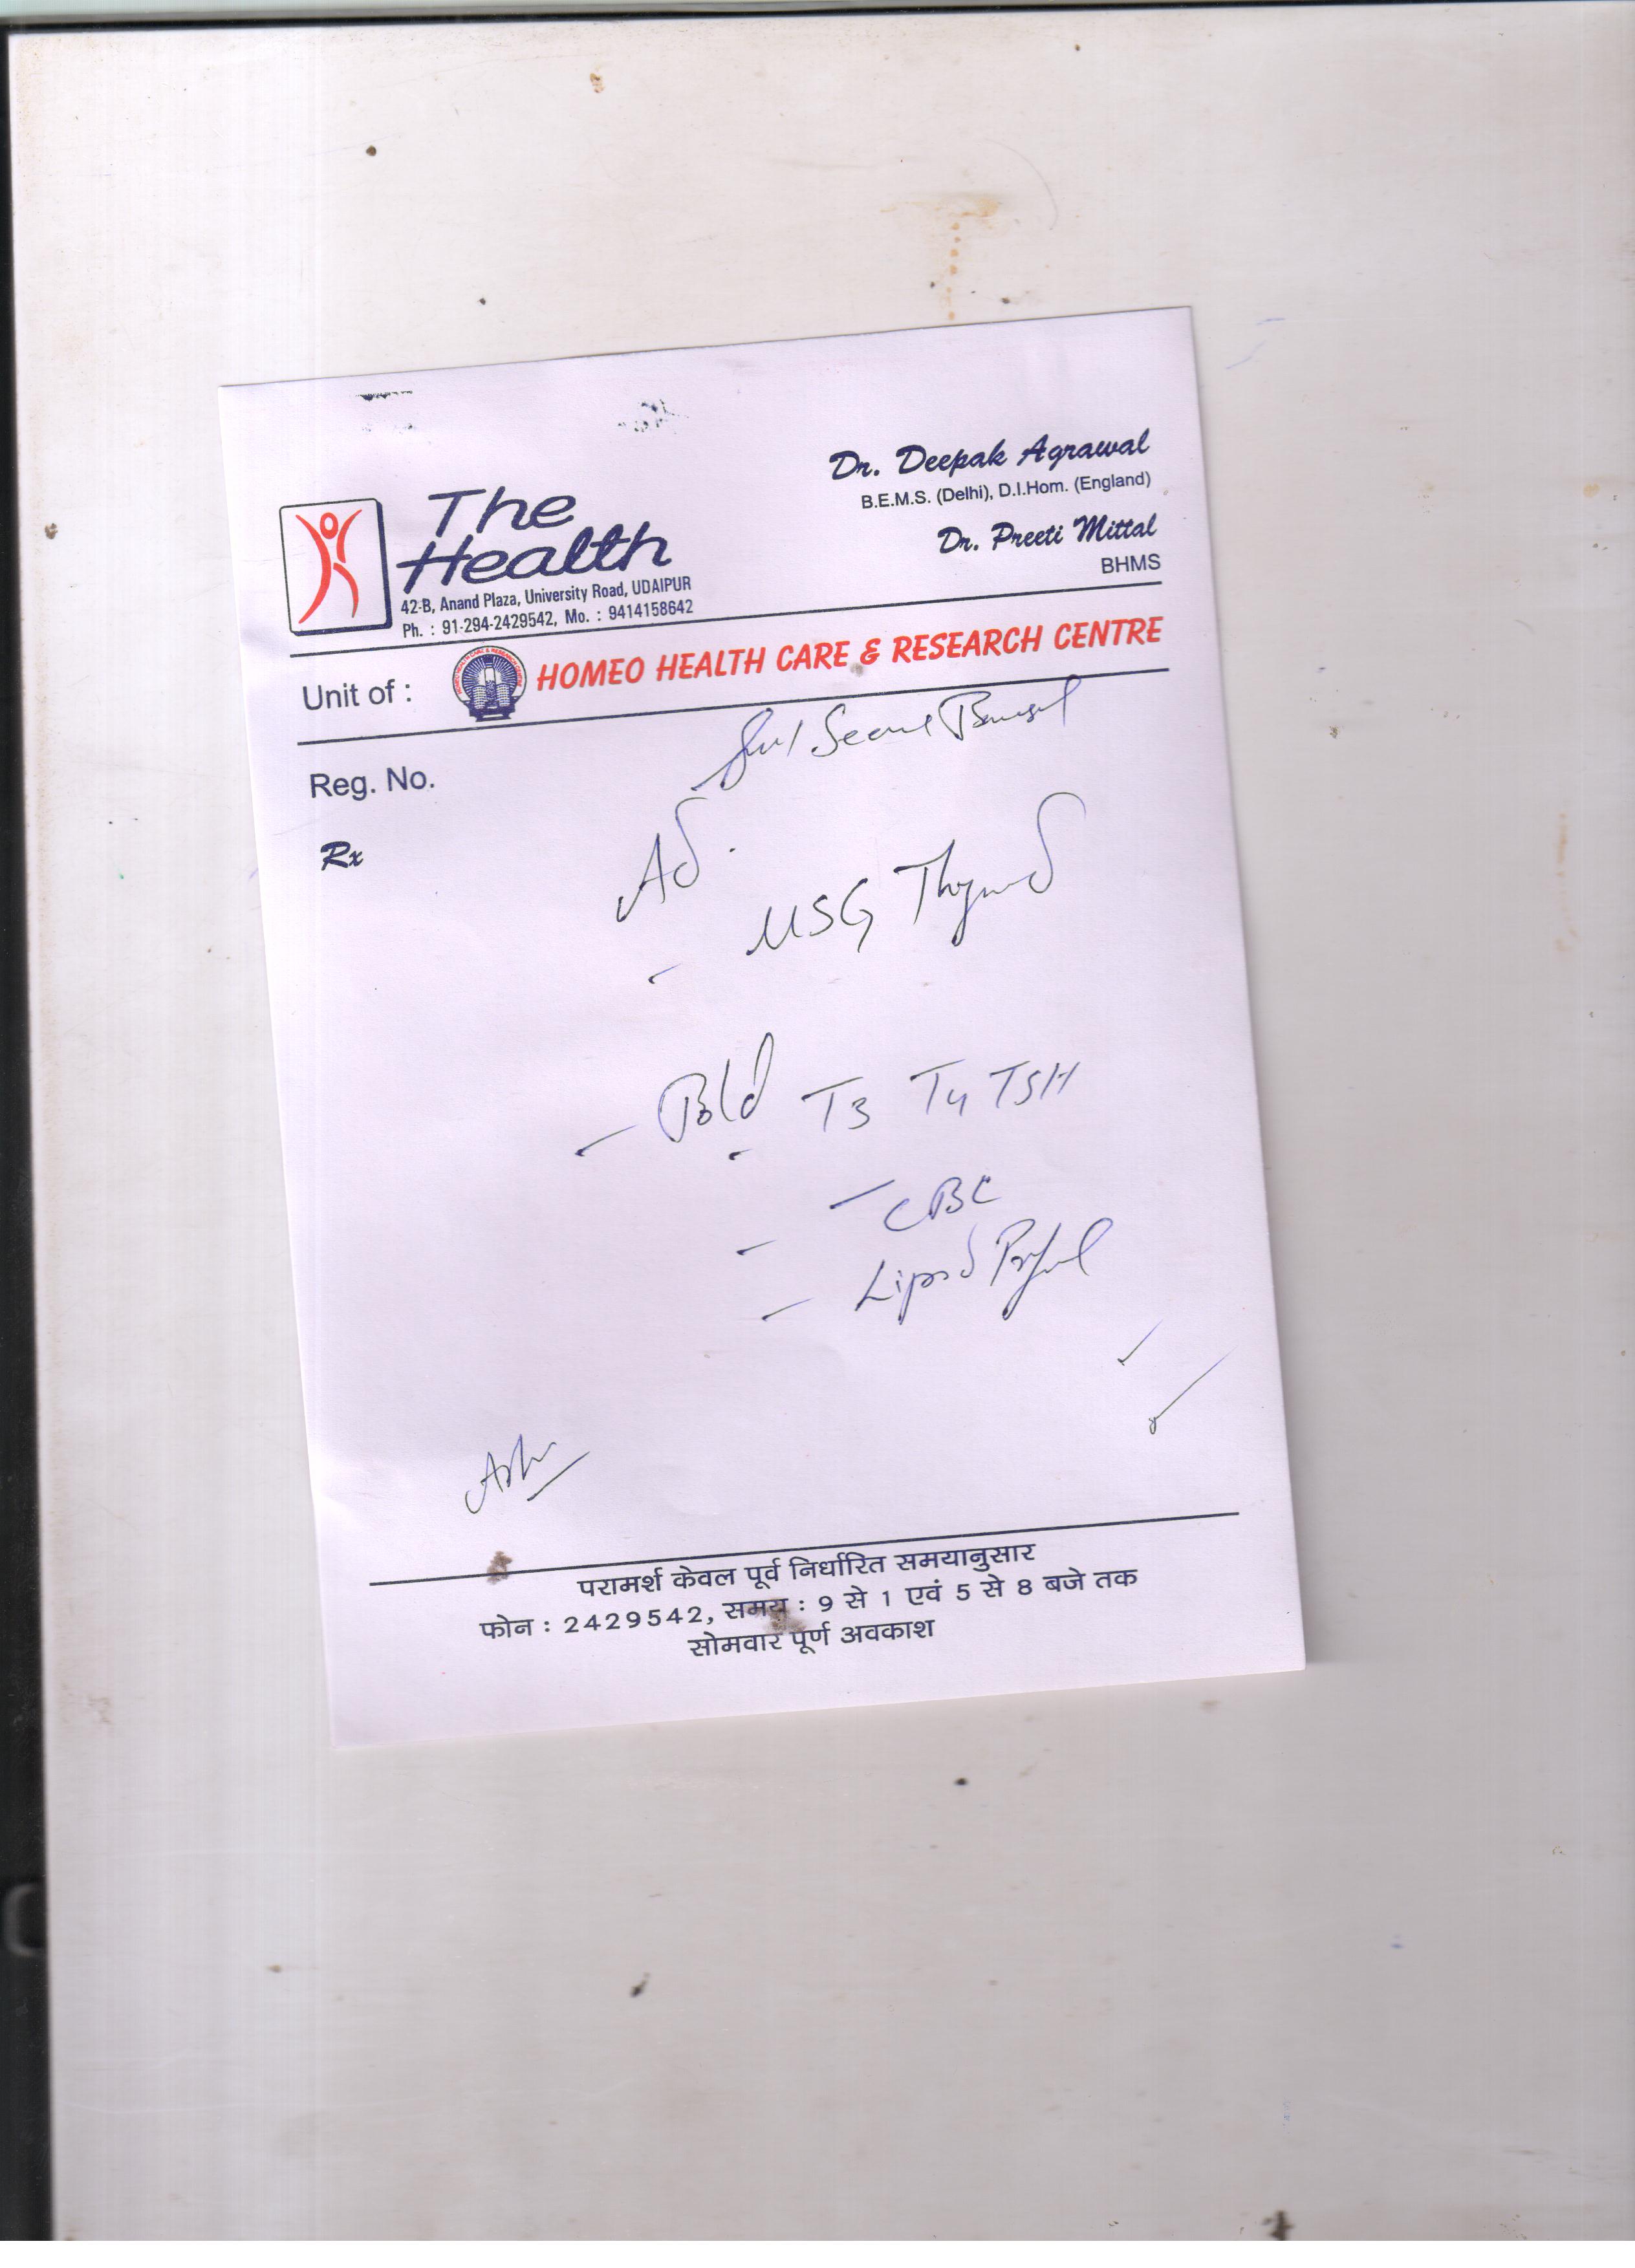 The
Health
42-B, Anand Plaza, University Road, UDAIPUR
Ph. : 91-294-2429542, Mo. : 9414158642
Dr. Deepak Agrawal
B.E.M.S. (Delhi), D.I.Hom. (England)
Dr. Preeti Mittal
BHMS
Unit of : HOMEO HEALTH CARE & RESEARCH CENTRE
Reg. No.
Rx
Ad.
- USG Thyroid
- Bld T3 T4 TSH
- CBC
- Lipid Profil
परामर्श केवल पूर्व निर्धारित समयानुसार
फोन : 2429542, समय : 9 से 1 एवं 5 से 8 बजे तक
सोमवार पूर्ण अवकाश